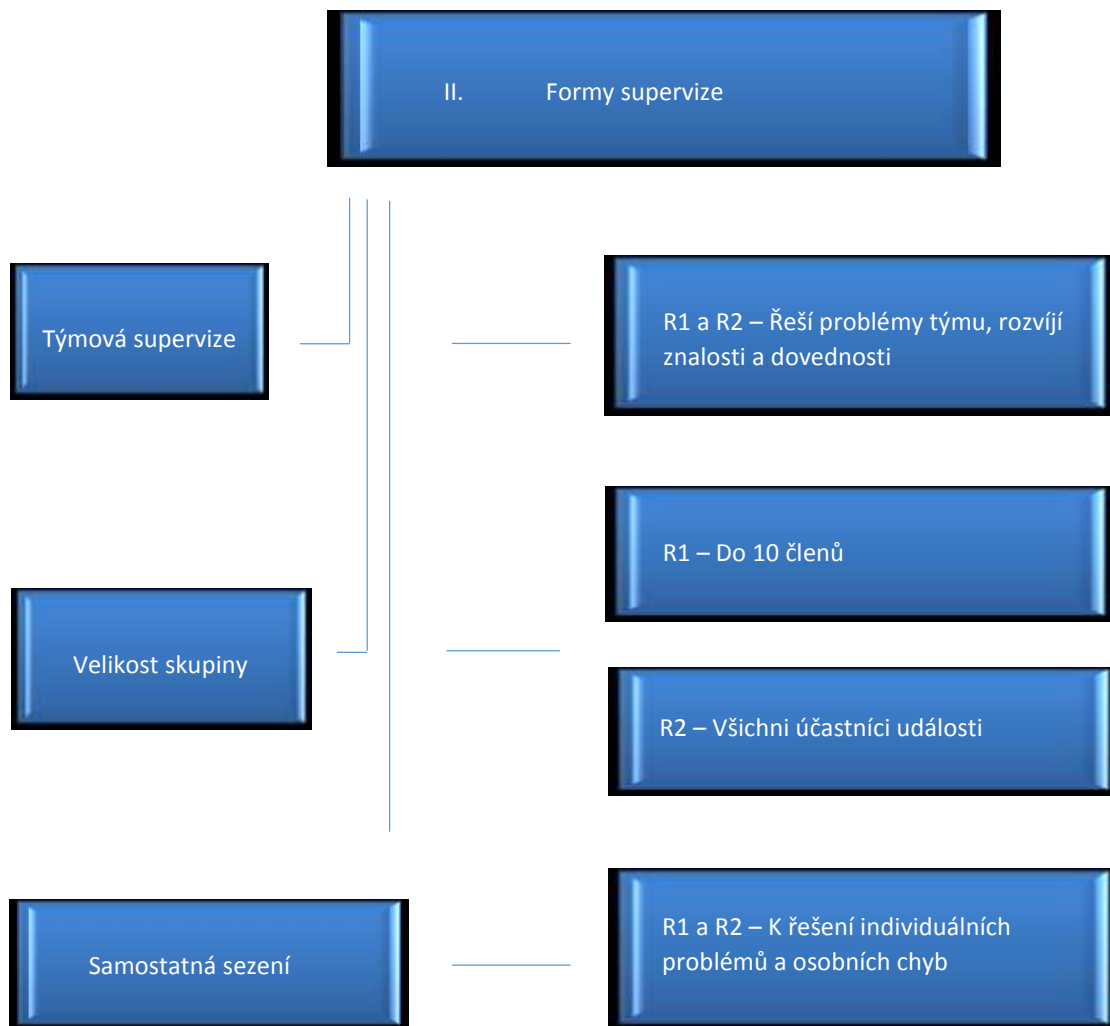 II. Formy supervize
Týmová supervize
R1 a R2 – Řeší problémy týmu, rozvíjí
znalosti a dovednosti
R1 – Do 10 členů
Velikost skupiny
R2 – Všichni účastníci události
Samostatná sezení
R1 a R2 – K řešení individuálních
problémů a osobních chyb